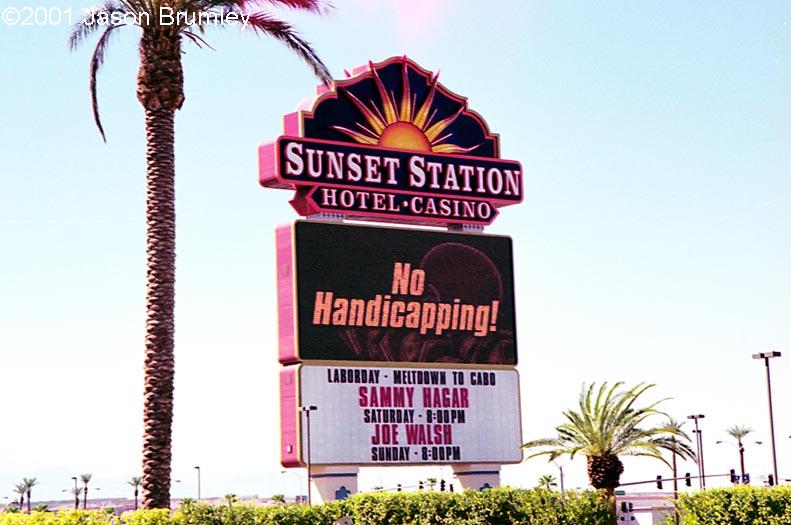 ©2001 Jason Brumley
SUNSET STATION
HOTEL · CASINO
No
Handicapping!
LABORDAY - MELTDOWN TO CABO
SAMMY HAGAR
SATURDAY - 8:00PM
JOE WALSH
SUNDAY - 8:00PM